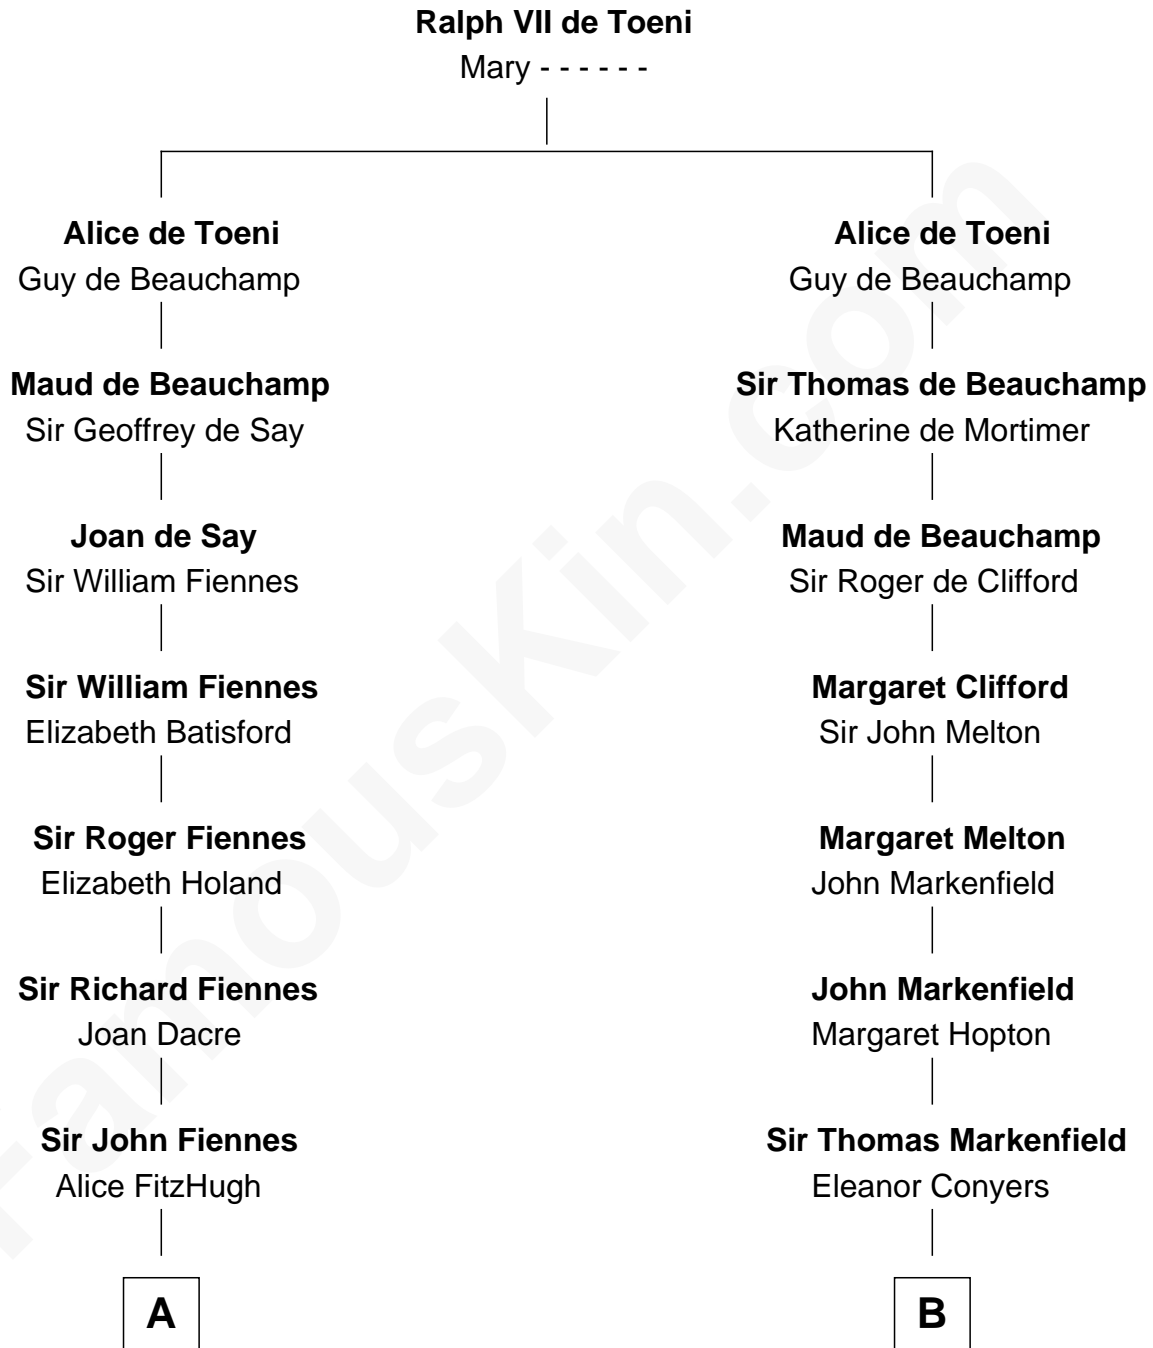 Ralph VII de Toeni
Mary - - - - - -
Alice de Toeni
Guy de Beauchamp
Maud de Beauchamp
Sir Geoffrey de Say
Joan de Say
Sir William Fiennes
Sir William Fiennes
Elizabeth Batisford
Sir Roger Fiennes
Elizabeth Holand
Sir Richard Fiennes
Joan Dacre
Sir John Fiennes
Alice FitzHugh
A
Alice de Toeni
Guy de Beauchamp
Sir Thomas de Beauchamp
Katherine de Mortimer
Maud de Beauchamp
Sir Roger de Clifford
Margaret Clifford
Sir John Melton
Margaret Melton
John Markenfield
John Markenfield
Margaret Hopton
Sir Thomas Markenfield
Eleanor Conyers
B
FamousKin.com